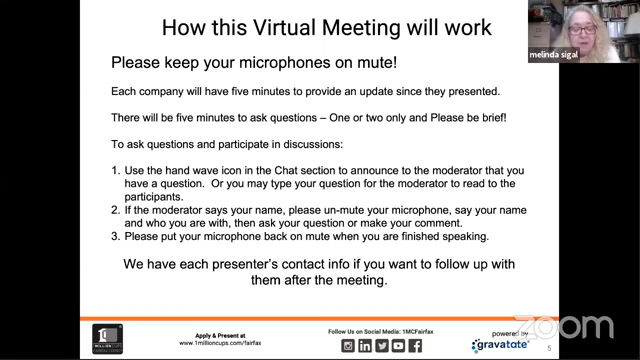 How this Virtual Meeting will work
melinda sigal
Please keep your microphones on mute!
Each company will have five minutes to provide an update since they presented.
There will be five minutes to ask questions – One or two only and Please be brief!
To ask questions and participate in discussions:
1. Use the hand wave icon in the Chat section to announce to the moderator that you
have a question. Or you may type your question for the moderator to read to the
participants.
2. If the moderator says your name, please un-mute your microphone, say your name
and who you are with, then ask your question or make your comment.
3. Please put your microphone back on mute when you are finished speaking.
We have each presenter's contact info if you want to follow up with
them after the meeting.
Apply & Present at
www.1millioncups.com/fairfax
Follow Us on Social Media: 1MCFairfax
powered by
gravatate
zoom
5